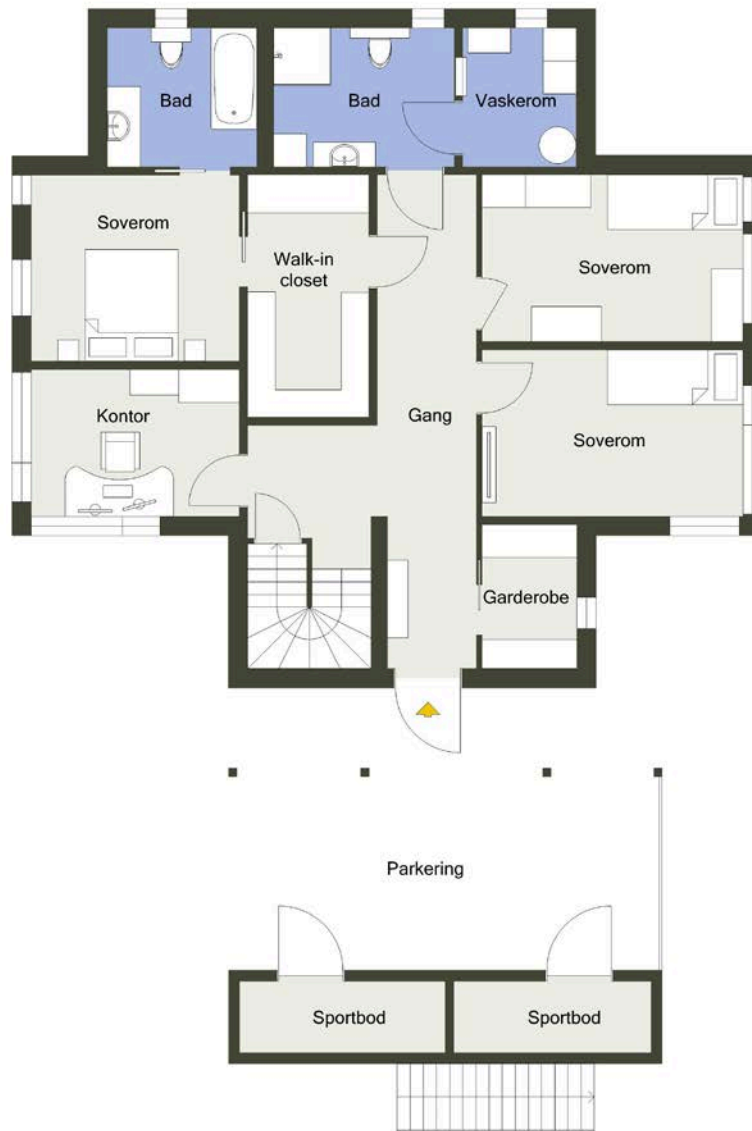 Bad
Bad
Vaskerom
Soverom
Walk-in
closet
Soverom
Kontor
Gang
Soverom
Garderobe
Parkering
Sportbod
Sportbod